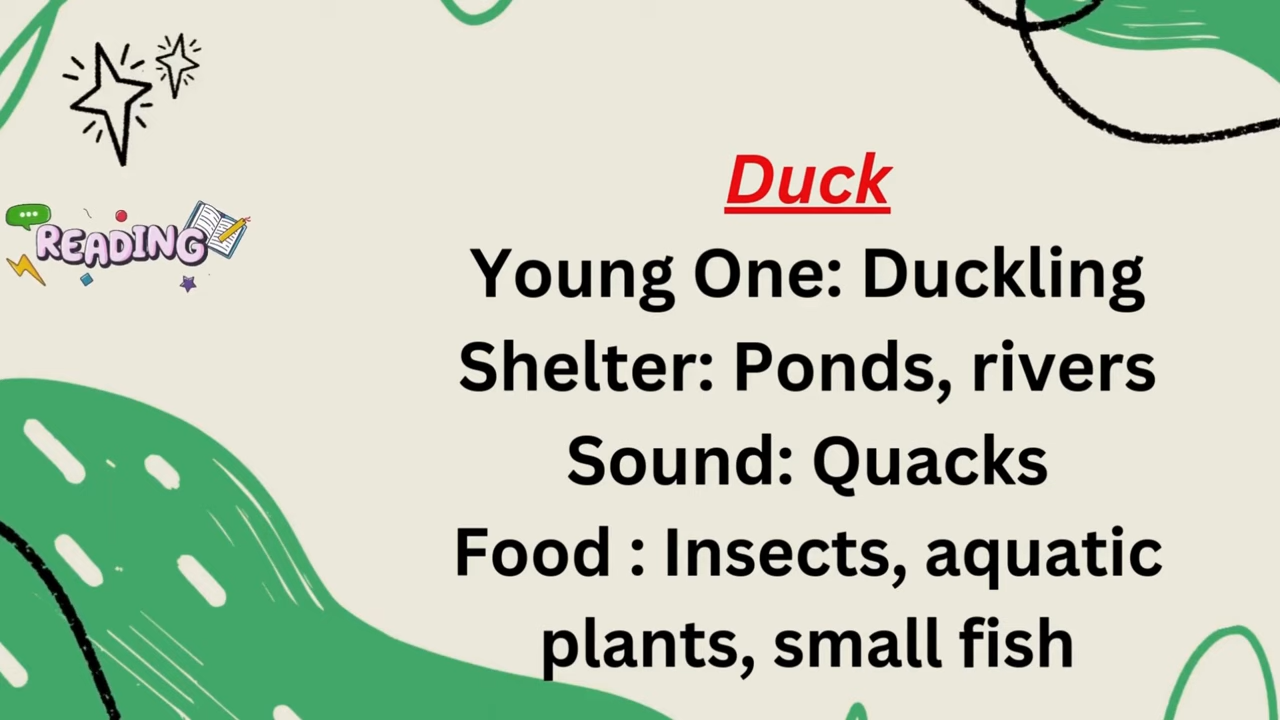 READING
Duck
Young One: Duckling
Shelter: Ponds, rivers
Sound: Quacks
Food : Insects, aquatic
plants, small fish